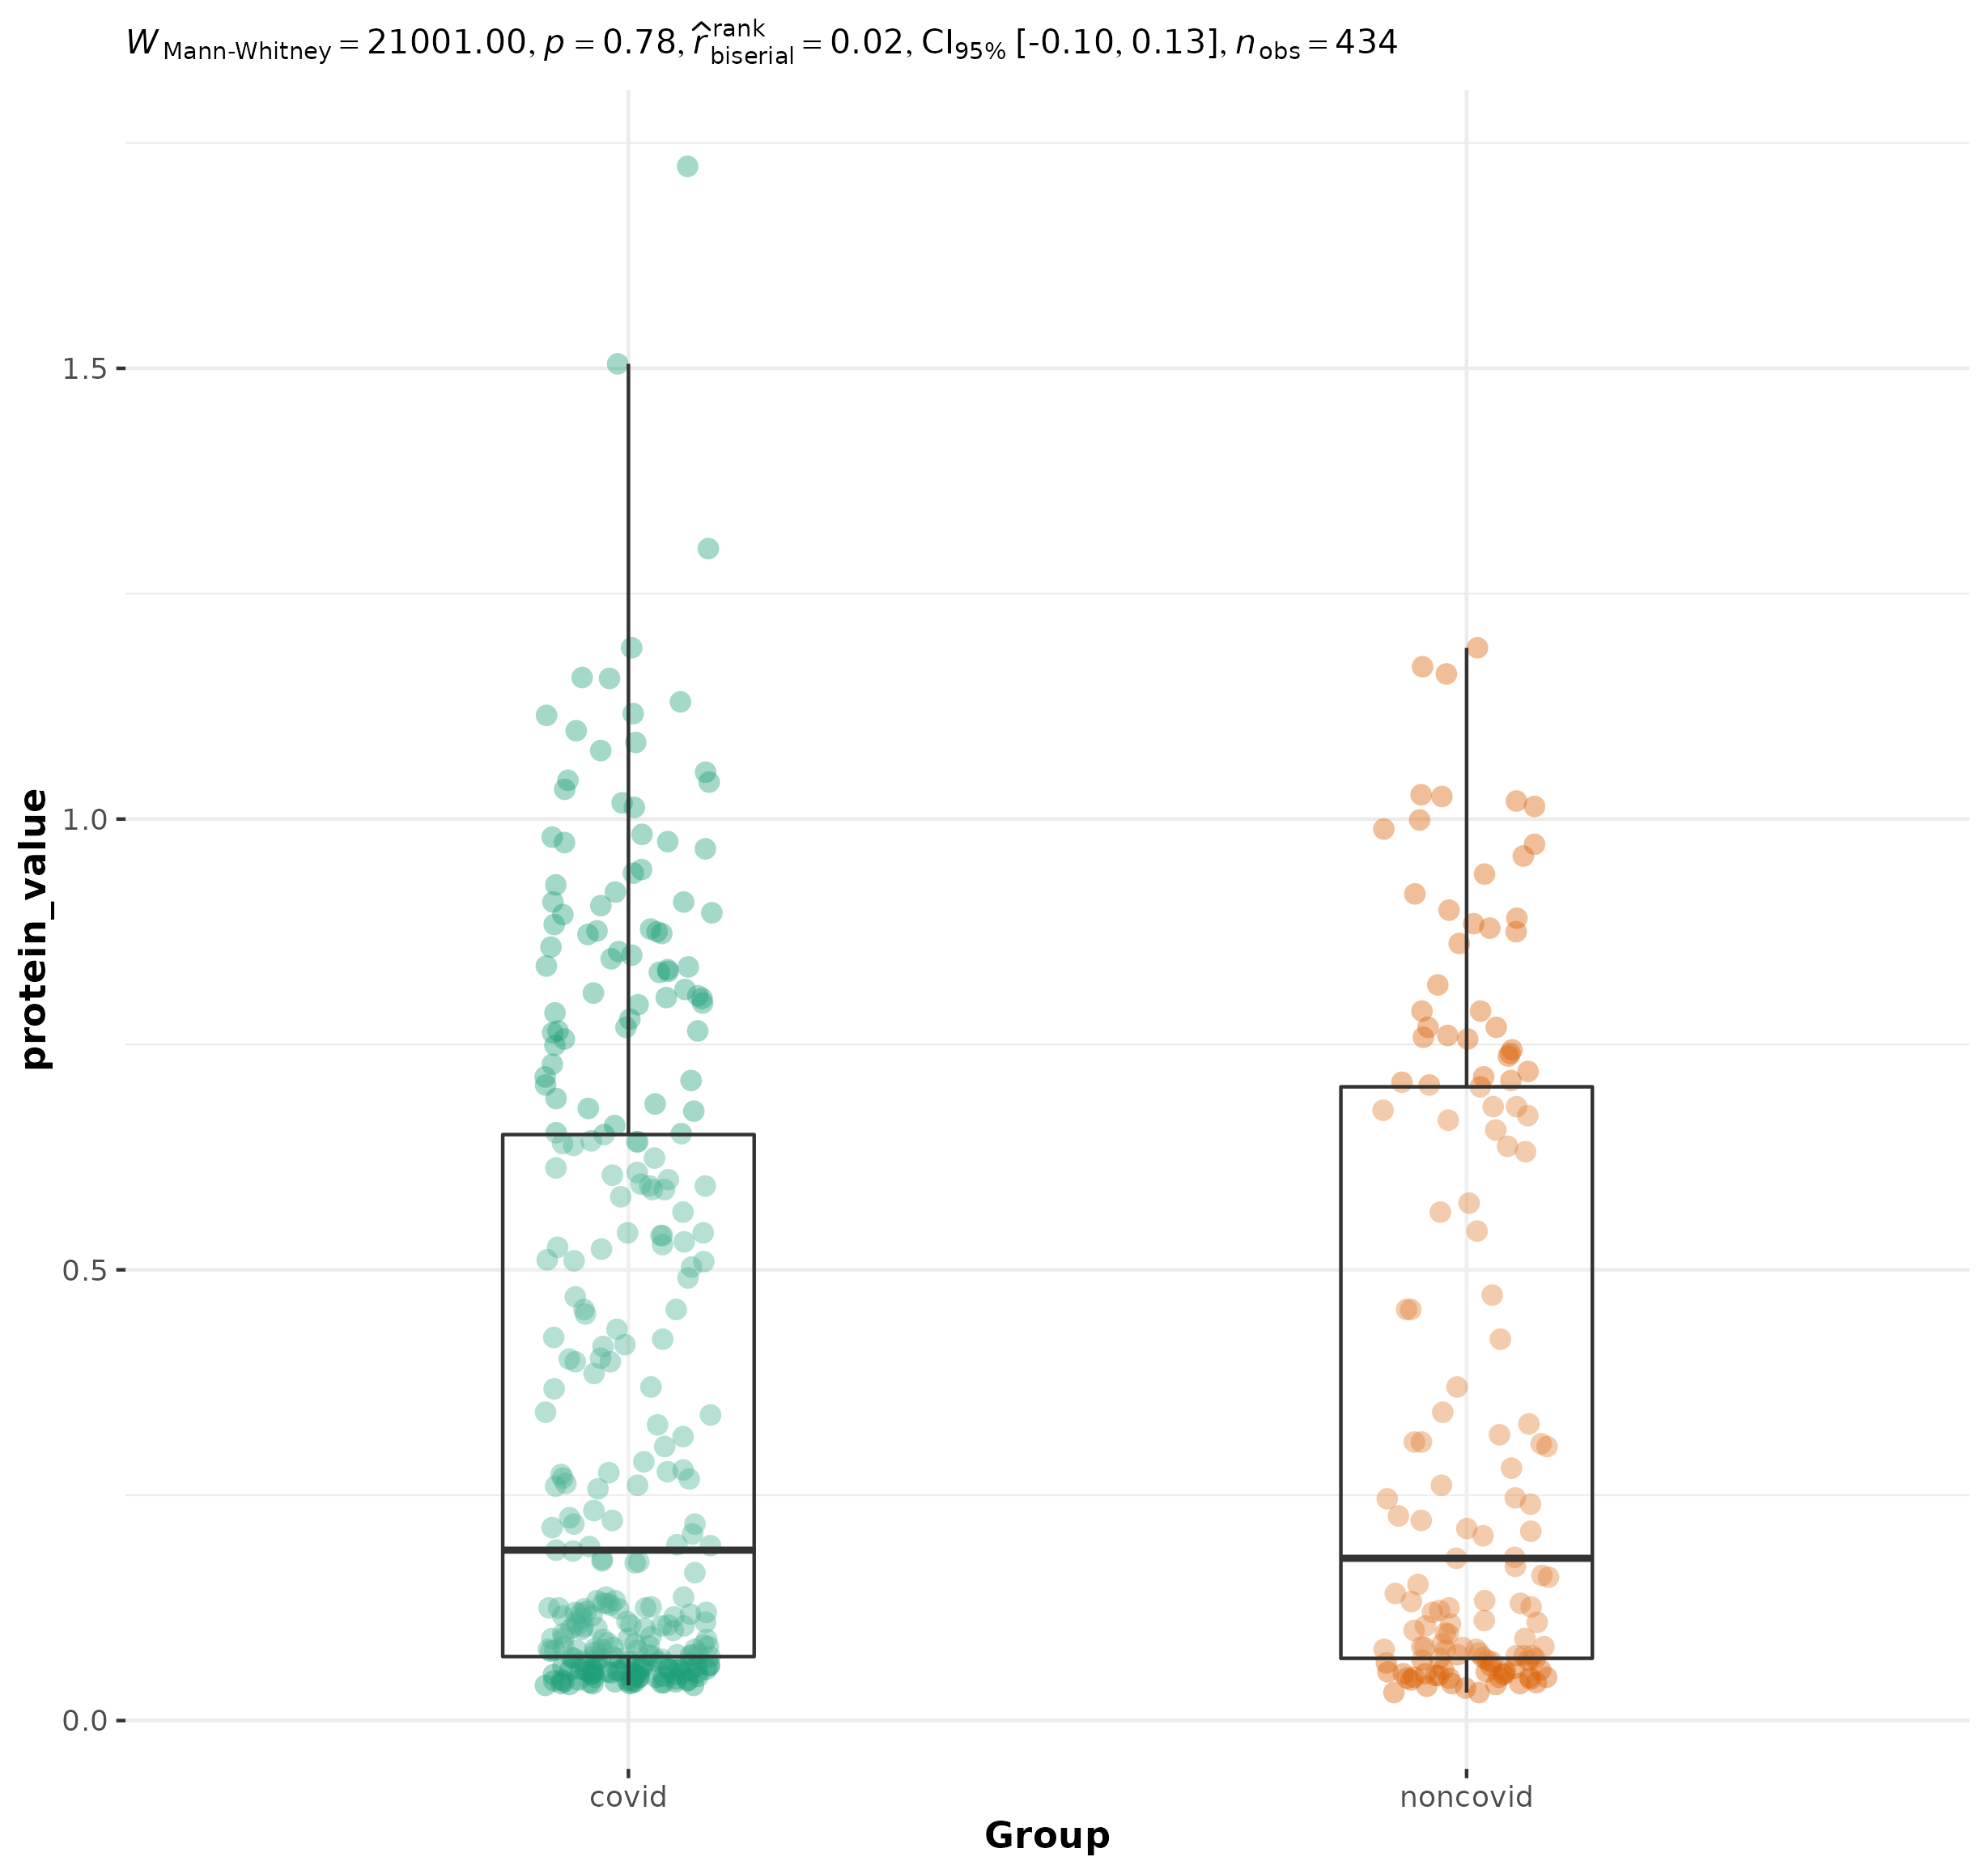 W Mann-Whitney = 21001.00, p = 0.78, r̂ rank biserial = 0.02, CI95% [-0.10, 0.13], nobs = 434
protein_value
1.5
1.0
0.5
0.0
covid noncovid
Group